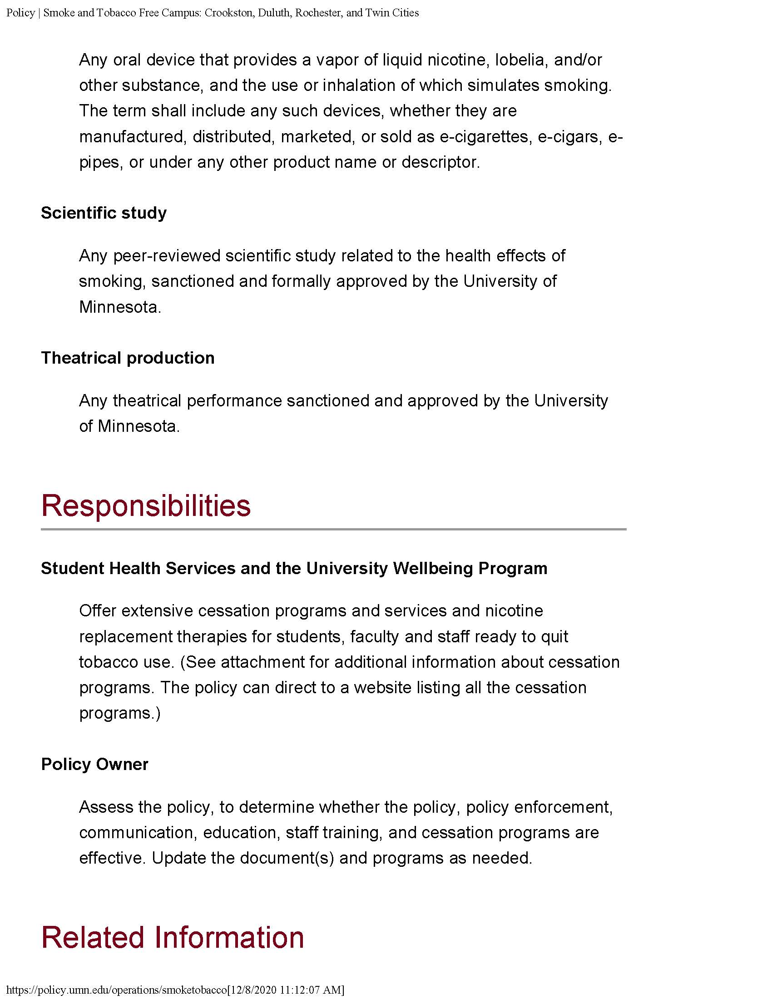 Policy | Smoke and Tobacco Free Campus: Crookston, Duluth, Rochester, and Twin Cities
Any oral device that provides a vapor of liquid nicotine, lobelia, and/or
other substance, and the use or inhalation of which simulates smoking.
The term shall include any such devices, whether they are
manufactured, distributed, marketed, or sold as e-cigarettes, e-cigars, e-
pipes, or under any other product name or descriptor.
Scientific study
Any peer-reviewed scientific study related to the health effects of
smoking, sanctioned and formally approved by the University of
Minnesota.
Theatrical production
Any theatrical performance sanctioned and approved by the University
of Minnesota.
Responsibilities
Student Health Services and the University Wellbeing Program
Offer extensive cessation programs and services and nicotine
replacement therapies for students, faculty and staff ready to quit
tobacco use. (See attachment for additional information about cessation
programs. The policy can direct to a website listing all the cessation
programs.)
Policy Owner
Assess the policy, to determine whether the policy, policy enforcement,
communication, education, staff training, and cessation programs are
effective. Update the document(s) and programs as needed.
Related Information
https://policy.umn.edu/operations/smoketobacco[12/8/2020 11:12:07 AM]